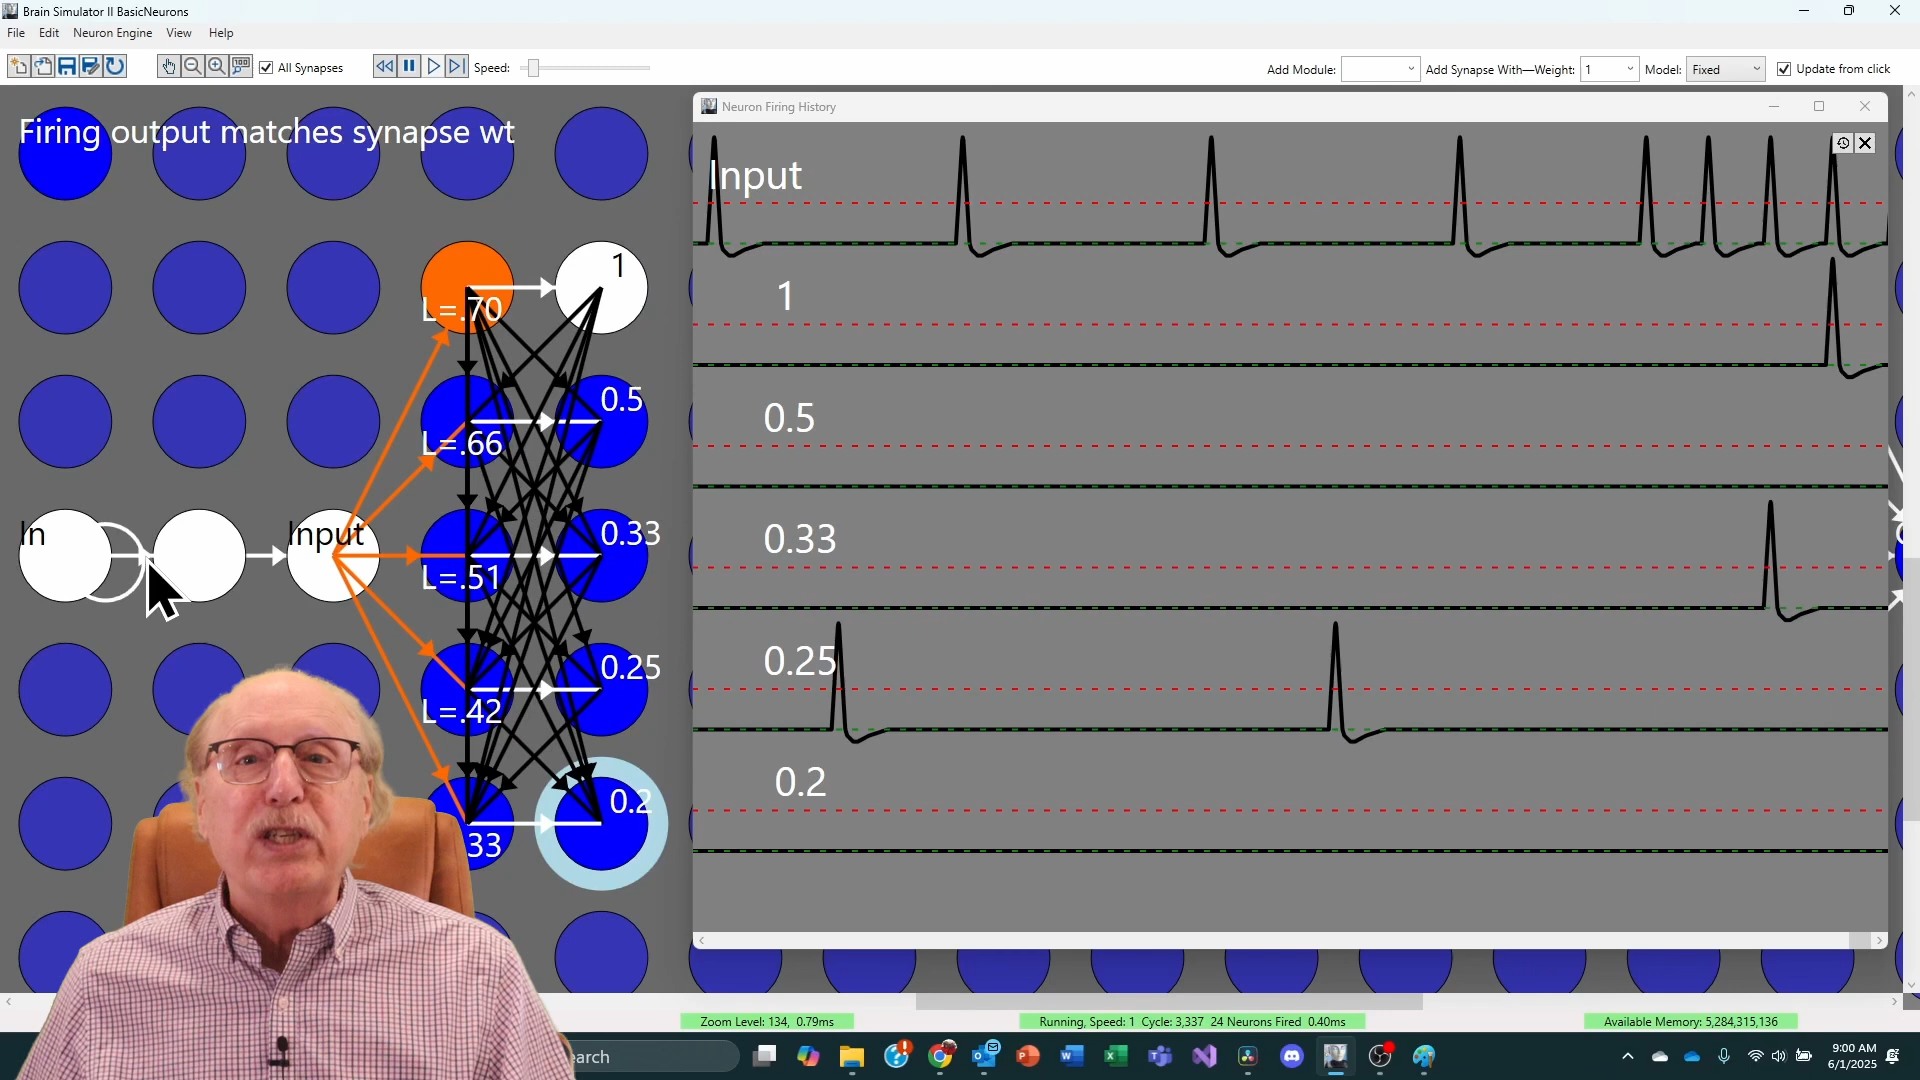 Brain Simulator II BasicNeurons
File Edit Neuron Engine View Help
All Synapses Speed: Add Module: Add Synapse With—Weight: 1 Model: Fixed Update from click
Firing output matches synapse wt
1
L=.70
0.5
L=.66
In
Input
0.33
L=.51
0.25
L=.42
0.2
33
Neuron Firing History
Input
1
0.5
0.33
0.25
0.2
Zoom Level: 134, 0.79ms
Running, Speed: 1 Cycle: 3,337 24 Neurons Fired 0.40ms
Available Memory: 5,284,315,136
earch
9:00 AM
6/1/2025